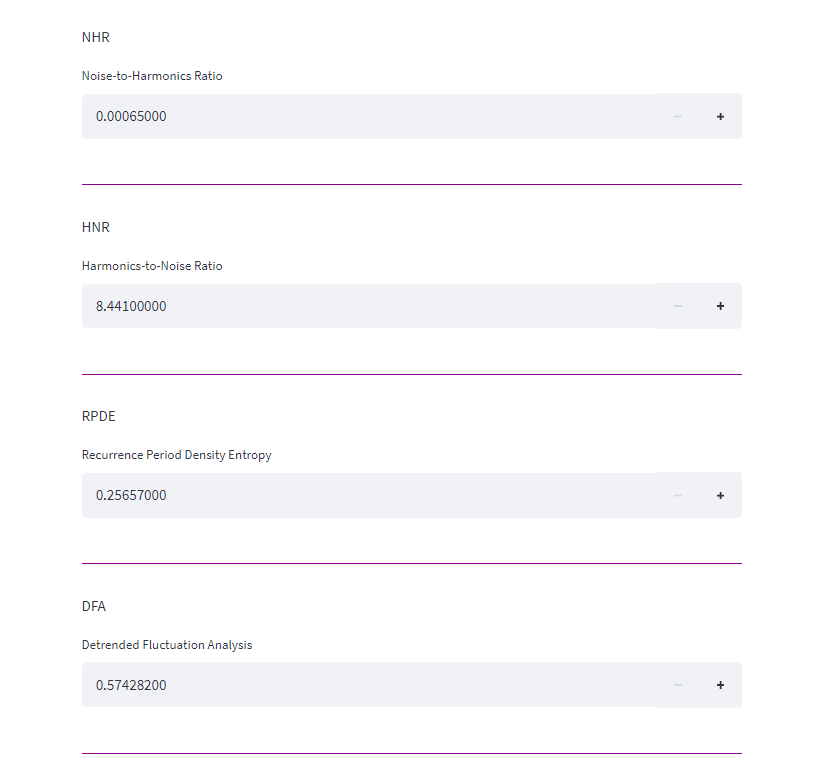 NHR
Noise-to-Harmonics Ratio
0.00065000
HNR
Harmonics-to-Noise Ratio
8.44100000
RPDE
Recurrence Period Density Entropy
0.25657000
DFA
Detrended Fluctuation Analysis
0.57428200